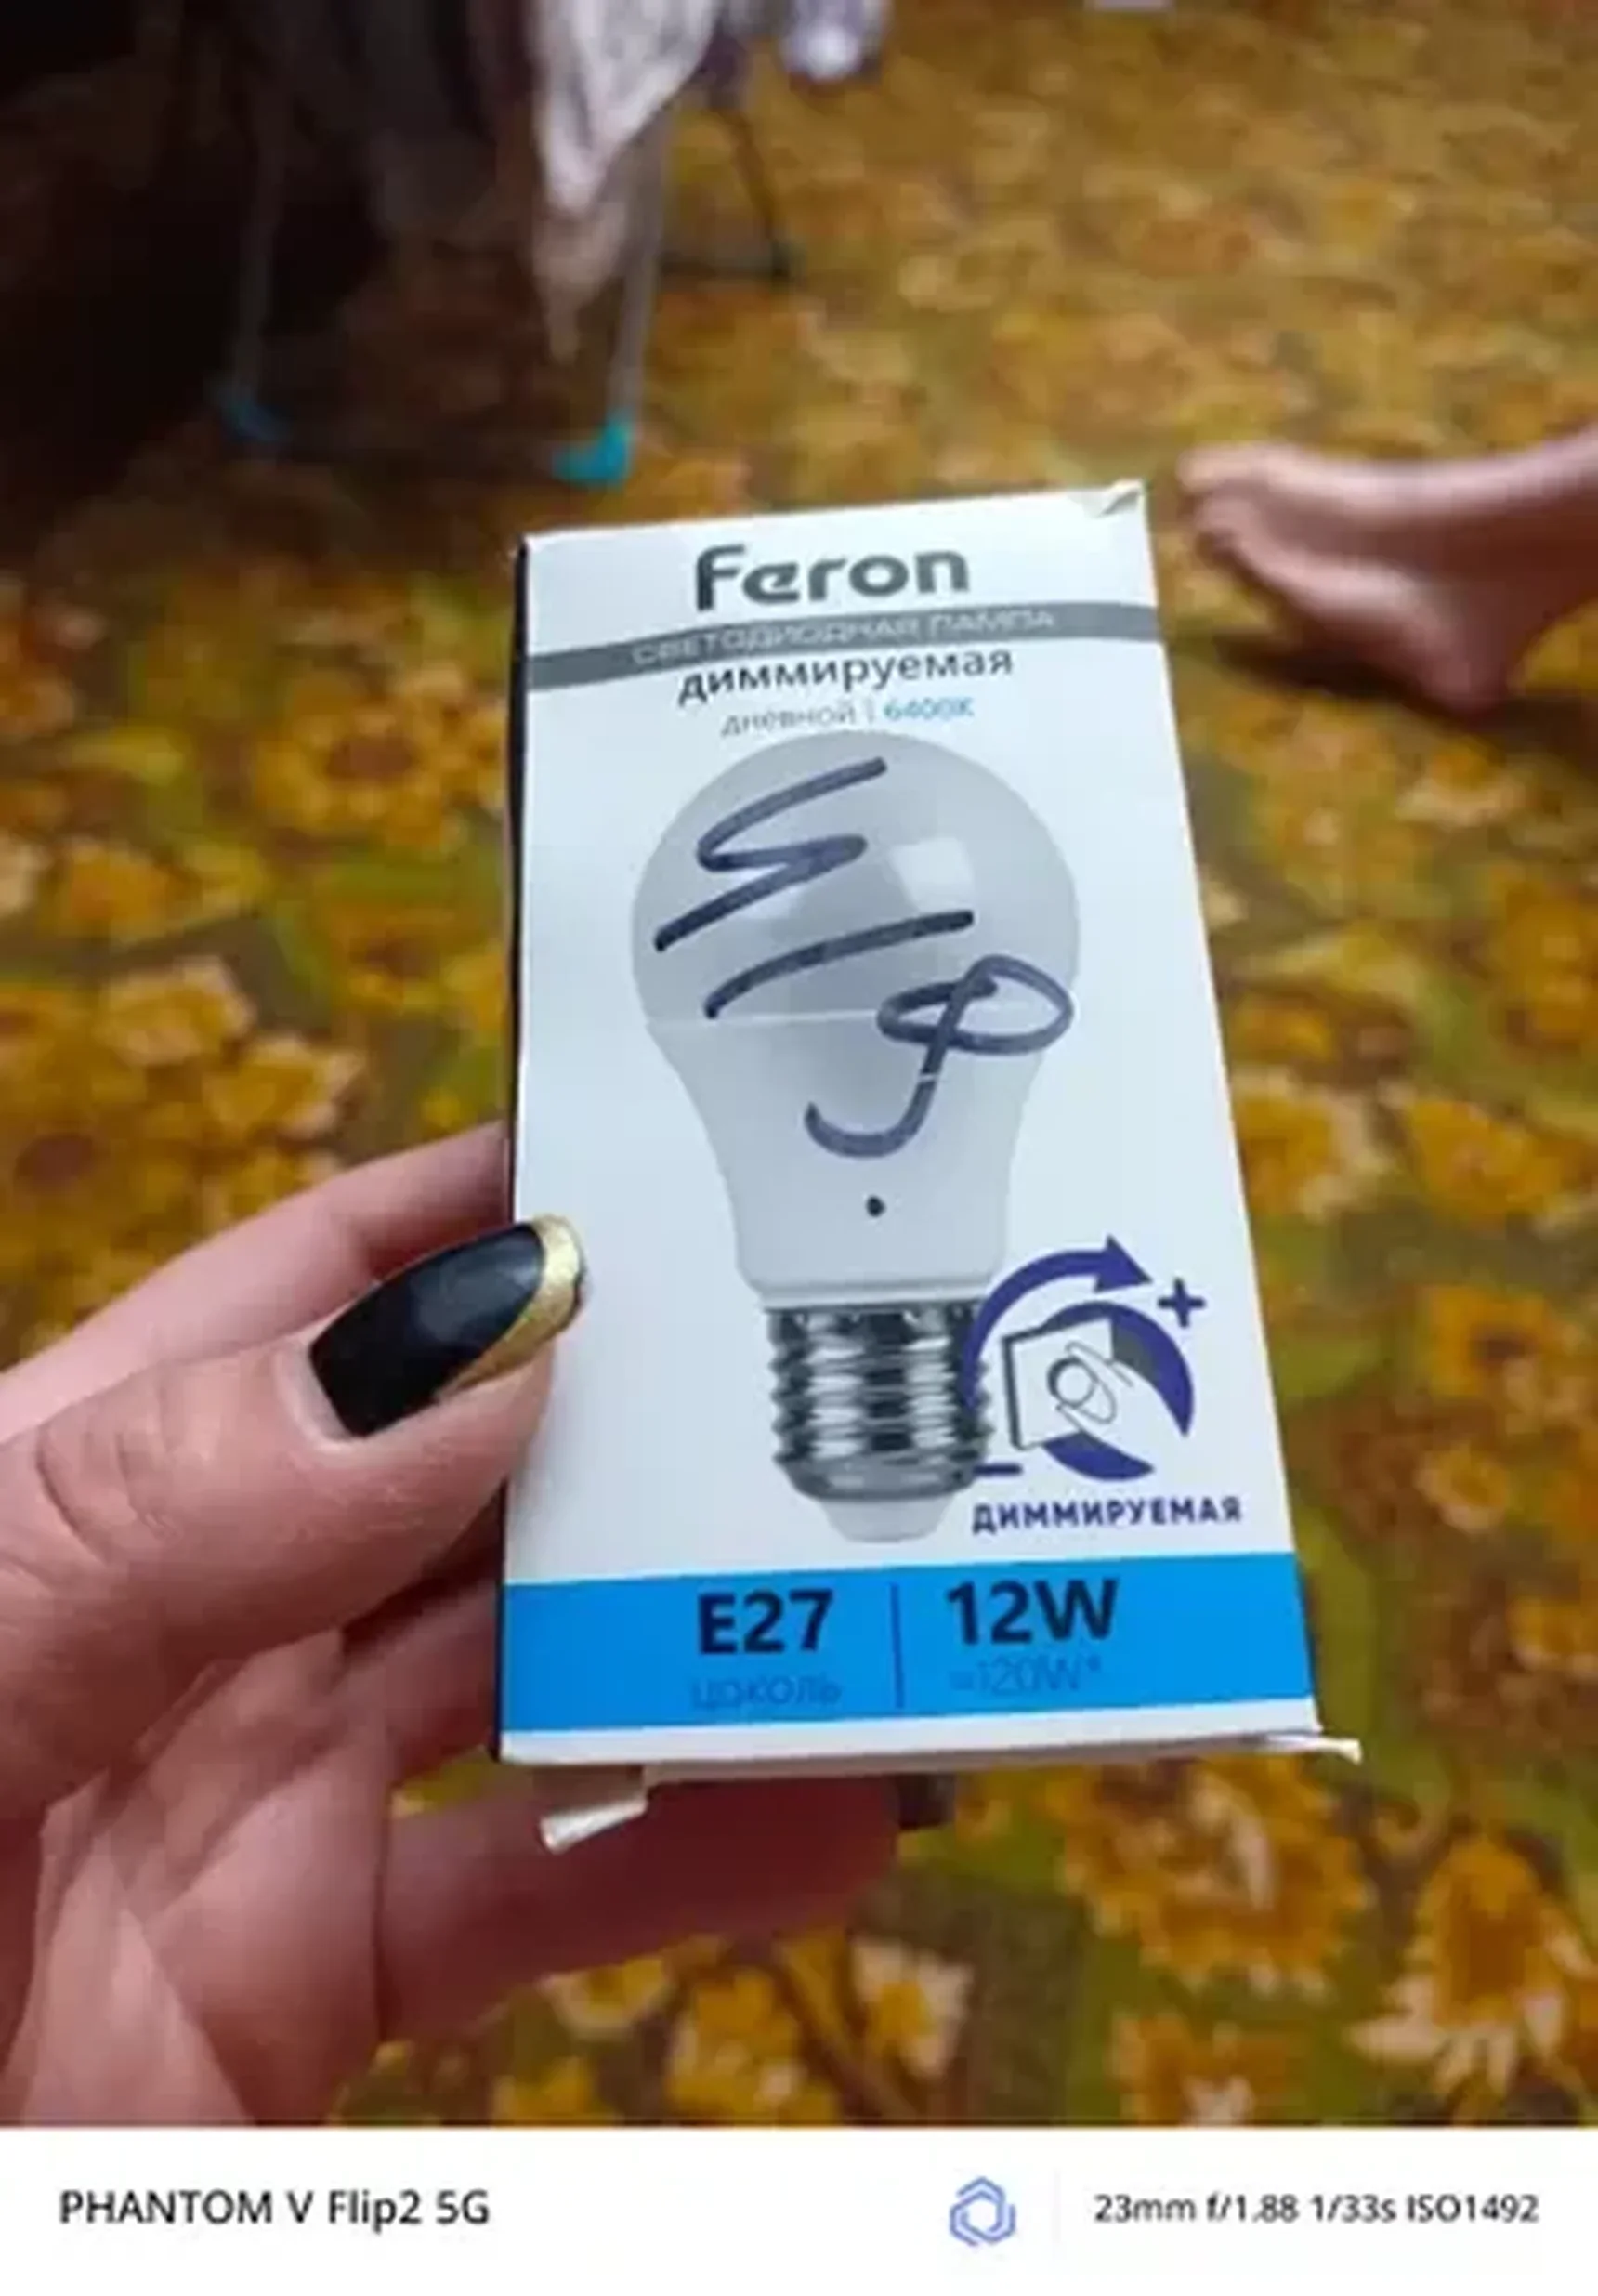 Feron
СВЕТОДИОДНАЯ ЛАМПА
диммируемая
дневной | 6400K
+
-
ДИММИРУЕМАЯ
E27 | 12W
цоколь ≈120W*
PHANTOM V Flip2 5G
23mm f/1.88 1/33s ISO1492